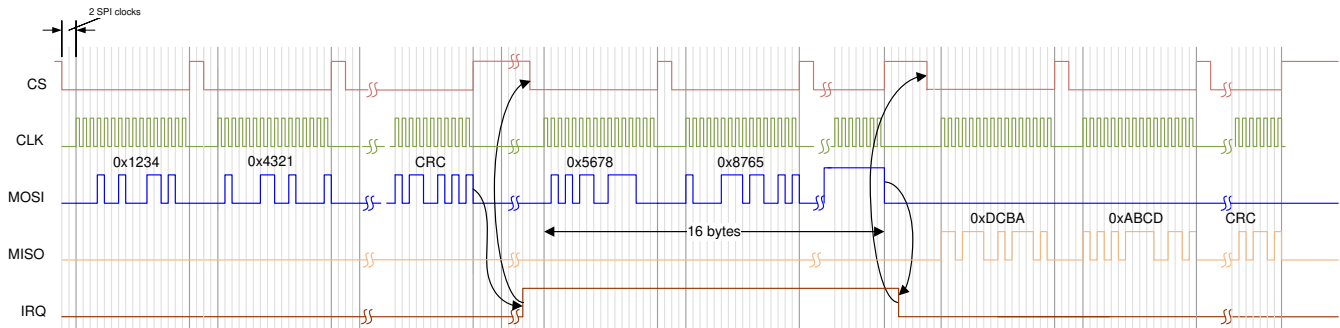 2 SPI clocks
CS
CLK
0x1234
0x4321
CRC
0x5678
0x8765
MOSI
16 bytes
0xDCBA
0xABCD
CRC
MISO
IRQ